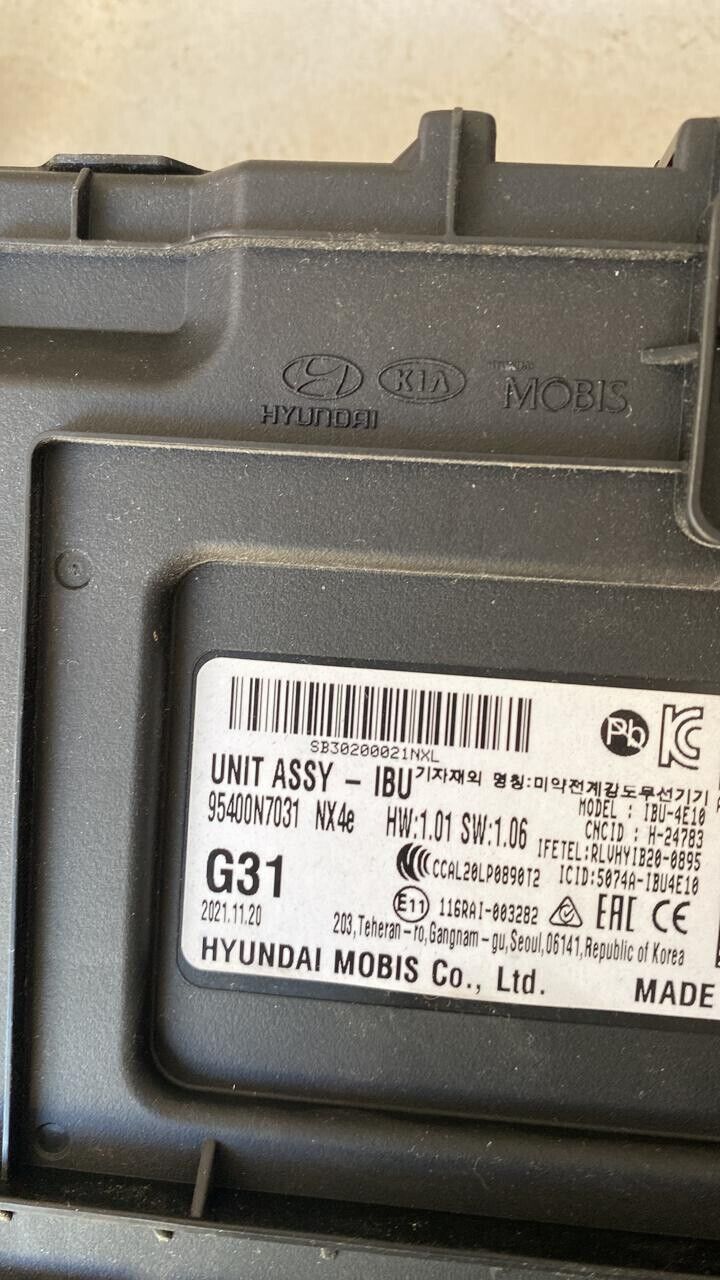 HYUNDAI
KIA
MOBIS
SB30200021NXL
Pb
UNIT ASSY - IBU 기자재의 명칭:미약전계강도무선기기
95400N7031 NX4e HW:1.01 SW:1.06
MODEL : IBU-4E10
CNCID : H-24783
IFETEL:RLVHYIB20-0895
G31
CCAL20LP0890T2 ICID:5074A-IBU4E10
2021.11.20
E11 116RAI-003282 EAC CE
203,Teheran-ro,Gangnam-gu,Seoul,06141,Republic of Korea
HYUNDAI MOBIS Co., Ltd. MADE